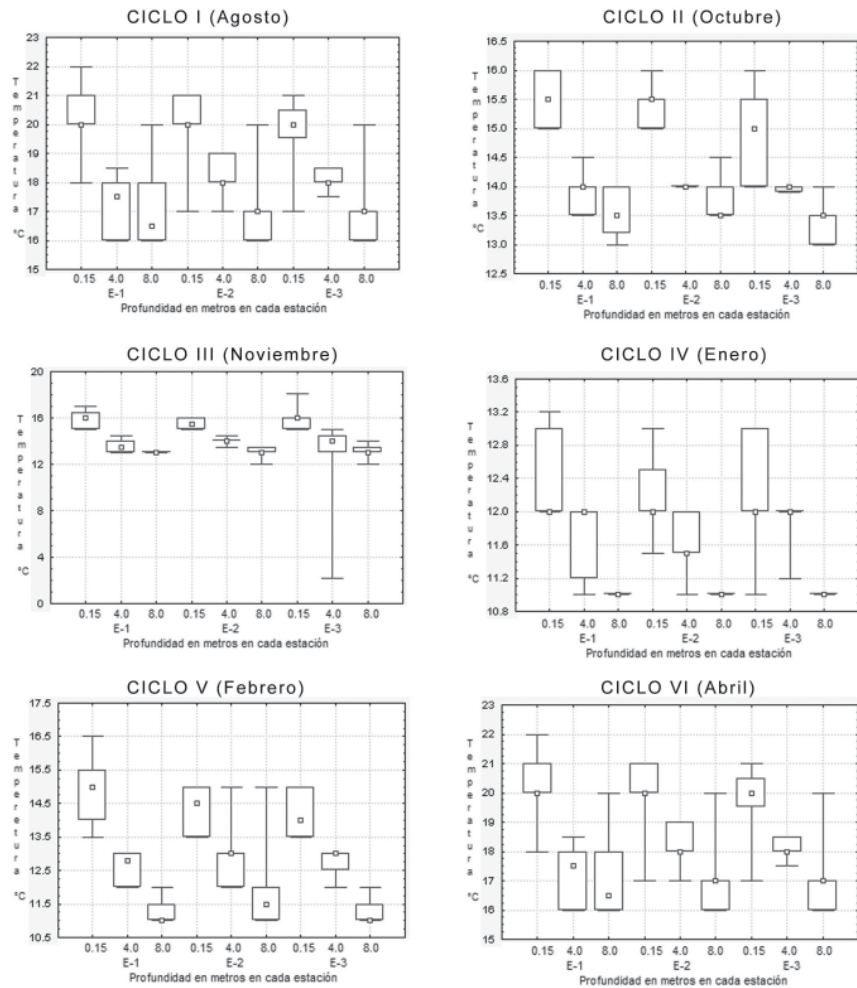 CICLO I (Agosto)
Temperatura °C
23
22
21
20
19
18
17
16
15
0.15 4.0 8.0 0.15 4.0 8.0 0.15 4.0 8.0
E-1 E-2 E-3
Profundidad en metros en cada estación
CICLO II (Octubre)
Temperatura °C
16.5
16.0
15.5
15.0
14.5
14.0
13.5
13.0
12.5
0.15 4.0 8.0 0.15 4.0 8.0 0.15 4.0 8.0
E-1 E-2 E-3
Profundidad en metros en cada estación
CICLO III (Noviembre)
Temperatura °C
20
16
12
8
4
0
0.15 4.0 8.0 0.15 4.0 8.0 0.15 4.0 8.0
E-1 E-2 E-3
Profundidad en metros en cada estación
CICLO IV (Enero)
Temperatura °C
13.6
13.2
12.8
12.4
12.0
11.6
11.2
10.8
0.15 4.0 8.0 0.15 4.0 8.0 0.15 4.0 8.0
E-1 E-2 E-3
Profundidad en metros en cada estación
CICLO V (Febrero)
Temperetura °C
17.5
16.5
15.5
14.5
13.5
12.5
11.5
10.5
0.15 4.0 8.0 0.15 4.0 8.0 0.15 4.0 8.0
E-1 E-2 E-3
Profundidad en metros en cada estación
CICLO VI (Abril)
Temperatura °C
23
22
21
20
19
18
17
16
15
0.15 4.0 8.0 0.15 4.0 8.0 0.15 4.0 8.0
E-1 E-2 E-3
Profundidad en metros en cada estación